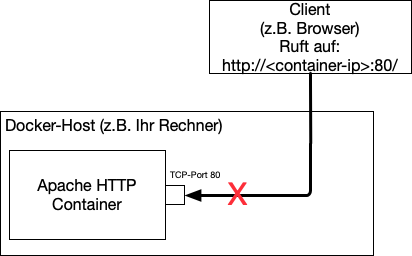 Client
(z.B. Browser)
Ruft auf:
http://<container-ip>:80/
Docker-Host (z.B. Ihr Rechner)
TCP-Port 80
Apache HTTP
Container
X